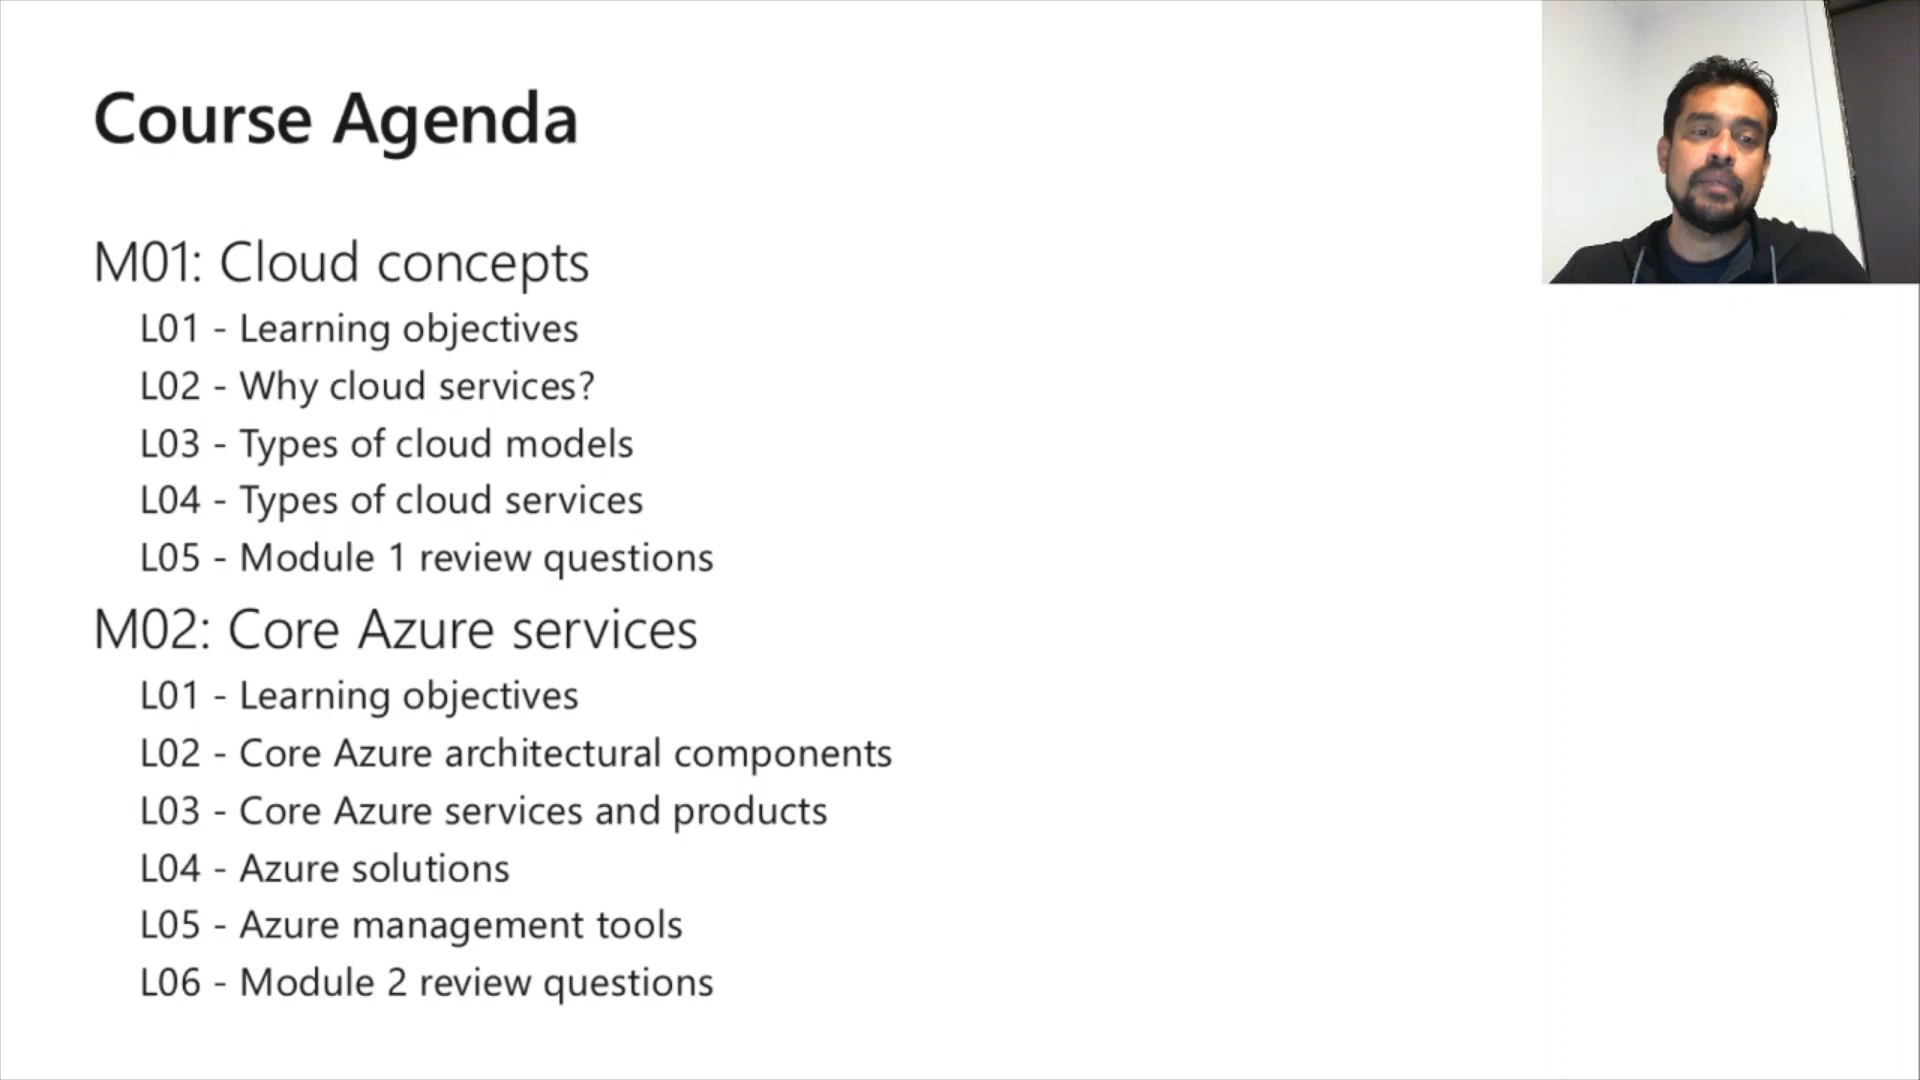 Course Agenda
M01: Cloud concepts
L01 - Learning objectives
L02 - Why cloud services?
L03 - Types of cloud models
L04 - Types of cloud services
L05 - Module 1 review questions
M02: Core Azure services
L01 - Learning objectives
L02 - Core Azure architectural components
L03 - Core Azure services and products
L04 - Azure solutions
L05 - Azure management tools
L06 - Module 2 review questions